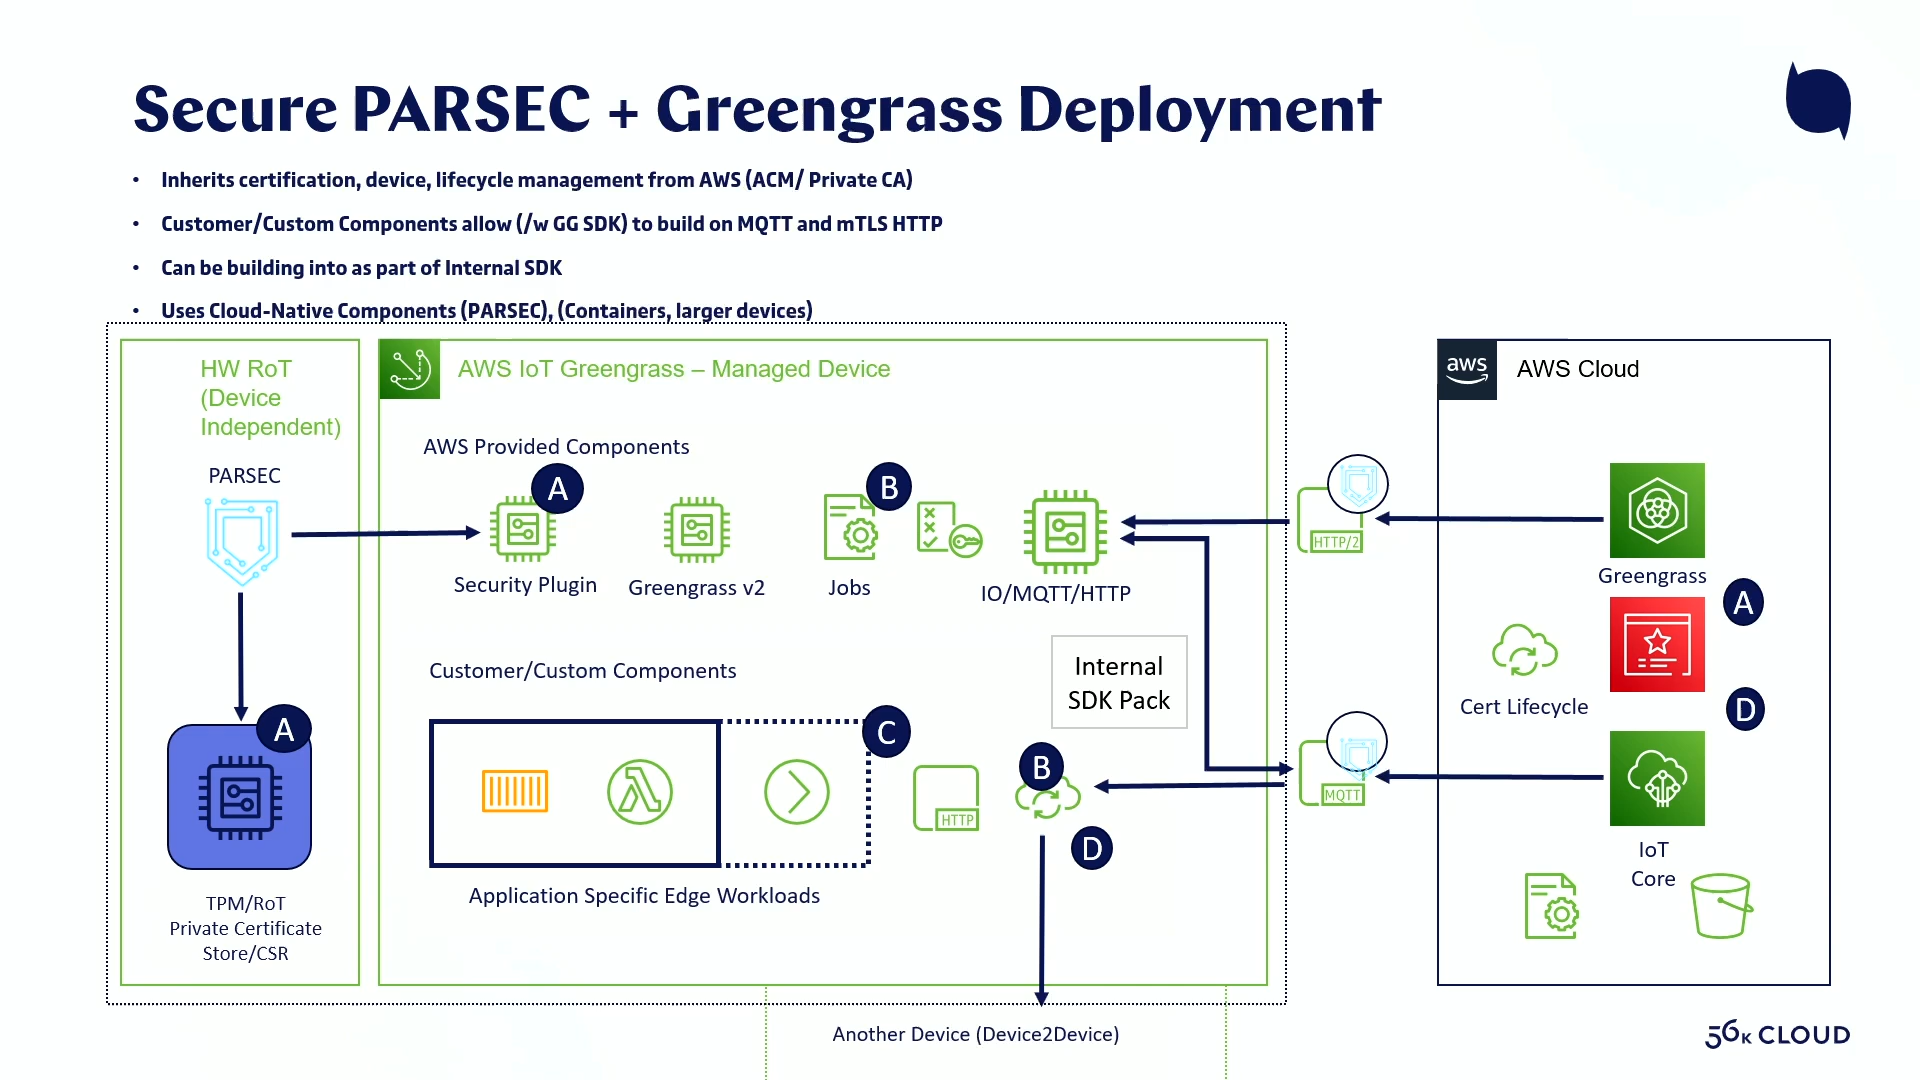 Secure PARSEC + Greengrass Deployment
• Inherits certification, device, lifecycle management from AWS (ACM/ Private CA)
• Customer/Custom Components allow (/w GG SDK) to build on MQTT and mTLS HTTP
• Can be building into as part of Internal SDK
• Uses Cloud-Native Components (PARSEC), (Containers, larger devices)
HW RoT
(Device
Independent)
PARSEC
A
TPM/RoT
Private Certificate
Store/CSR
AWS IoT Greengrass – Managed Device
AWS Provided Components
A
Security Plugin
Greengrass v2
B
Jobs
IO/MQTT/HTTP
Customer/Custom Components
Internal
SDK Pack
C
HTTP
B
D
Application Specific Edge Workloads
HTTP/2
MQTT
aws
AWS Cloud
Greengrass
A
Cert Lifecycle
D
IoT
Core
Another Device (Device2Device)
56K CLOUD